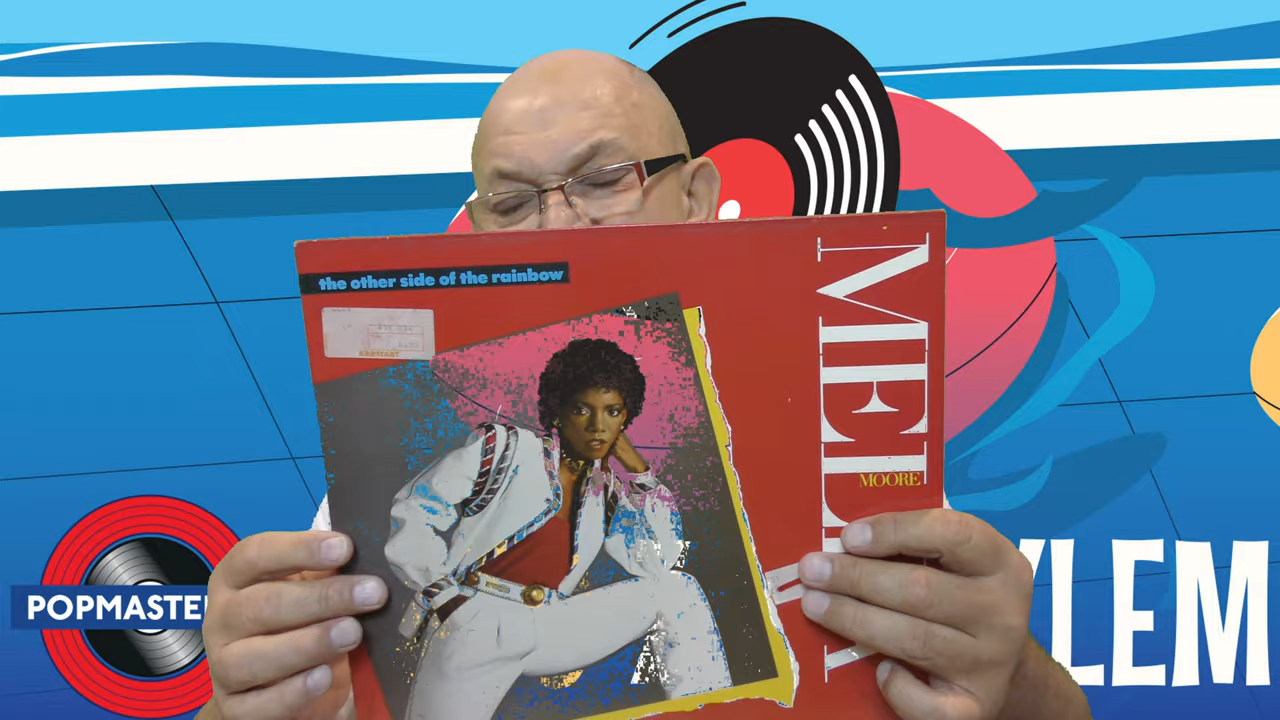 the other side of the rainbow
MEL A
MOORE
POPMASTE
YLEM